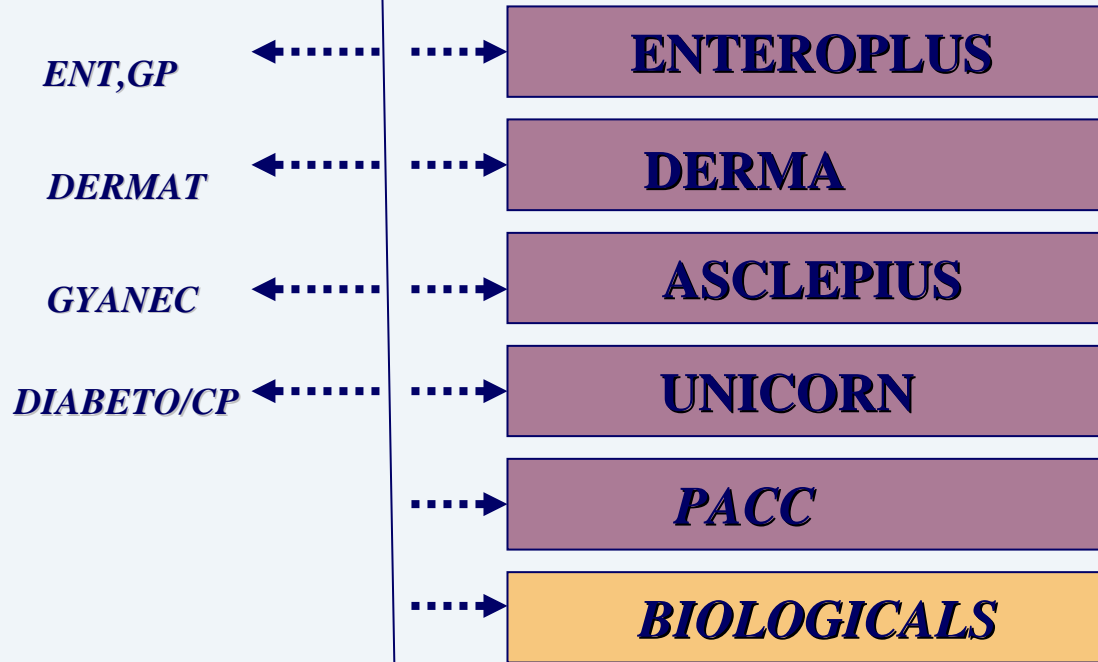 ENTEROPLUS
ENT,GP
DERMA
DERMAT
ASCLEPIUS
GYANEC
UNICORN
DIABETO/CP
PACC
BIOLOGICALS